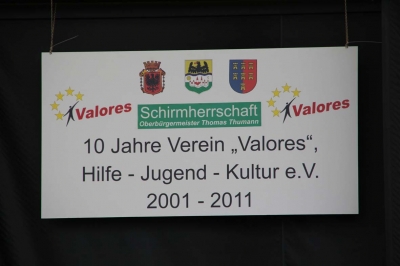 Valores
Schirmherrschaft
Oberbürgermeister Thomas Thumann
Valores
10 Jahre Verein „Valores",
Hilfe - Jugend - Kultur e.V.
2001 - 2011